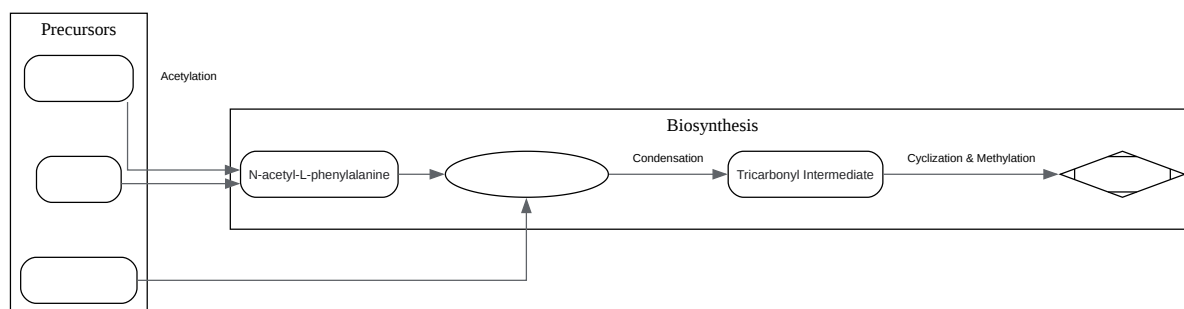 Precursors
Acetylation
Biosynthesis
N-acetyl-L-phenylalanine
Condensation
Tricarbonyl Intermediate
Cyclization & Methylation